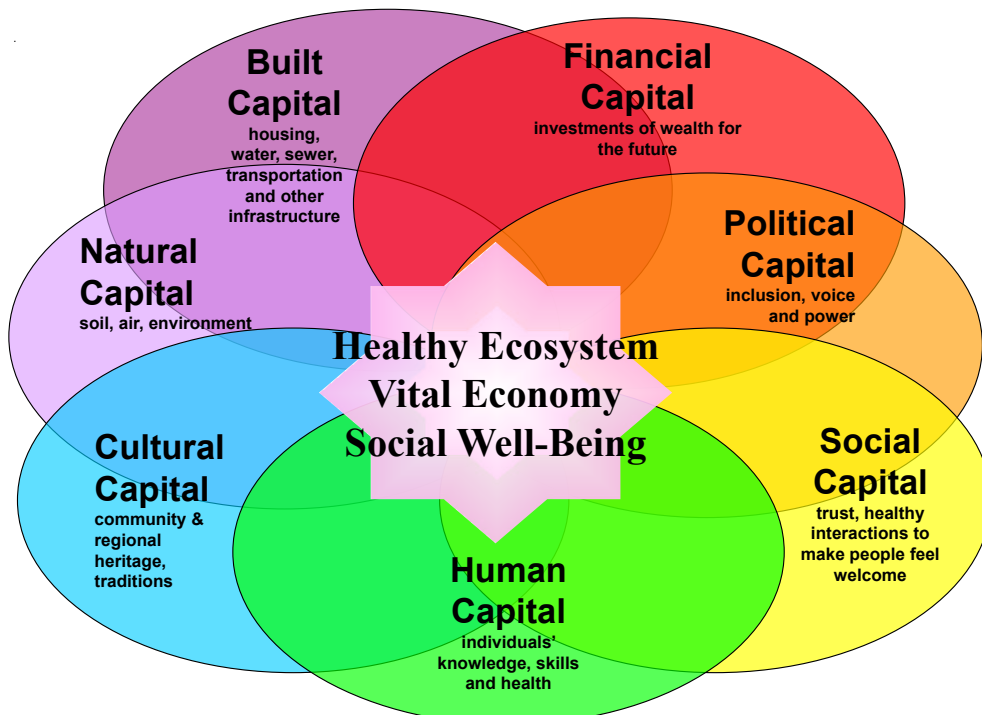 Built
Capital
housing,
water, sewer,
transportation
and other
infrastructure
Financial
Capital
investments of wealth for
the future
Natural
Capital
soil, air, environment
Political
Capital
inclusion, voice
and power
Healthy Ecosystem
Vital Economy
Social Well-Being
Cultural
Capital
community &
regional
heritage,
traditions
Social
Capital
trust, healthy
interactions to
make people feel
welcome
Human
Capital
individuals’
knowledge, skills
and health